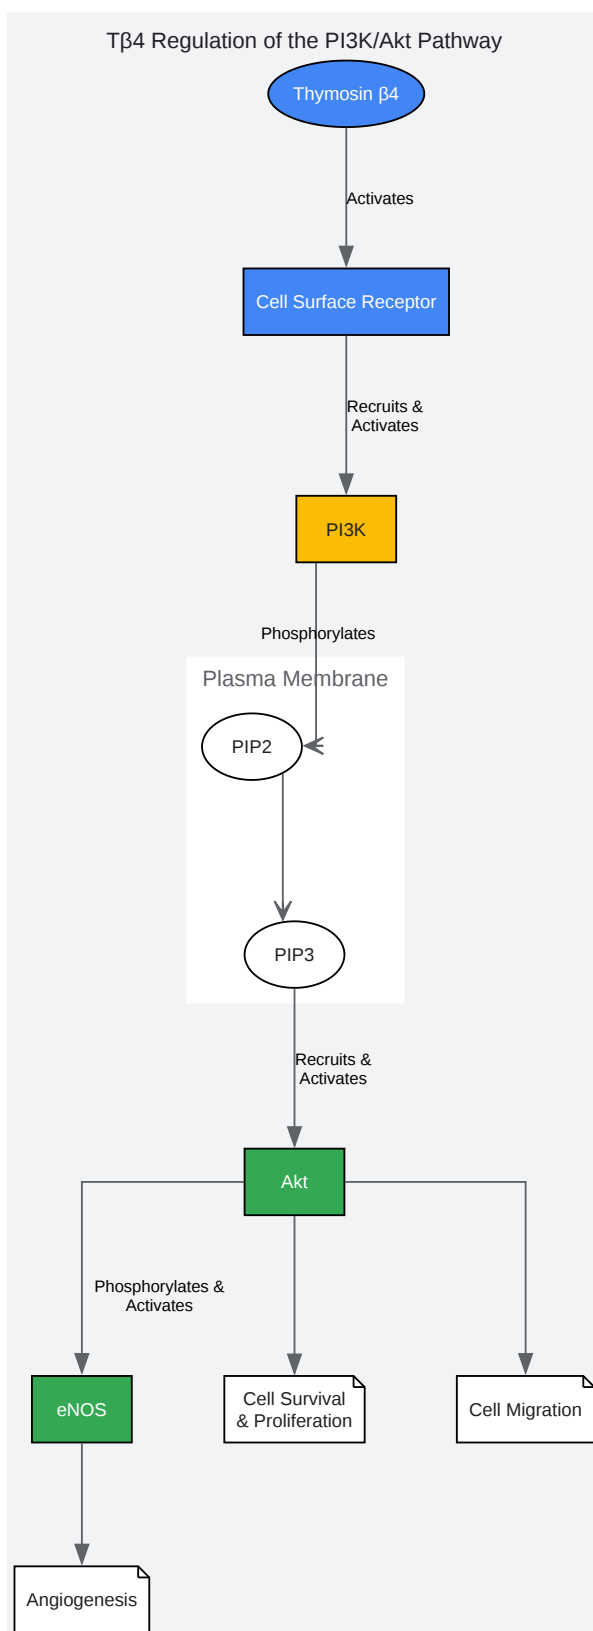 Tβ4 Regulation of the PI3K/Akt Pathway
Thymosin β4
Activates
Cell Surface Receptor
Recruits &
Activates
PI3K
Phosphorylates
Plasma Membrane
PIP2
PIP3
Recruits &
Activates
Akt
Phosphorylates &
Activates
eNOS
Cell Survival
& Proliferation
Cell Migration
Angiogenesis